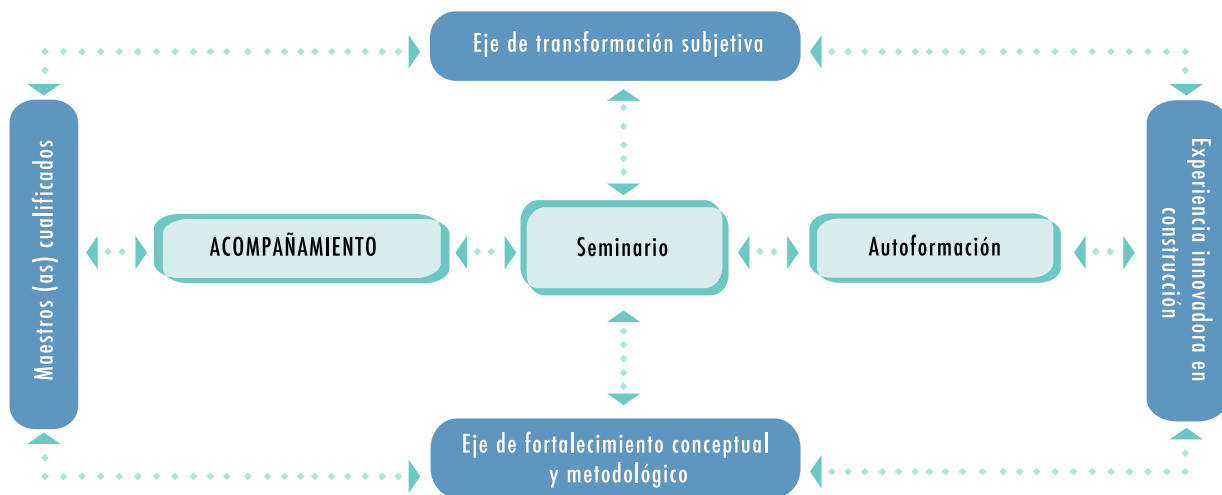 Eje de transformación subjetiva
Maestros (as) cualificados
ACOMPAÑAMIENTO
Seminario
Autoformación
Experiencia innovadora en
construcción
Eje de fortalecimiento conceptual
y metodológico